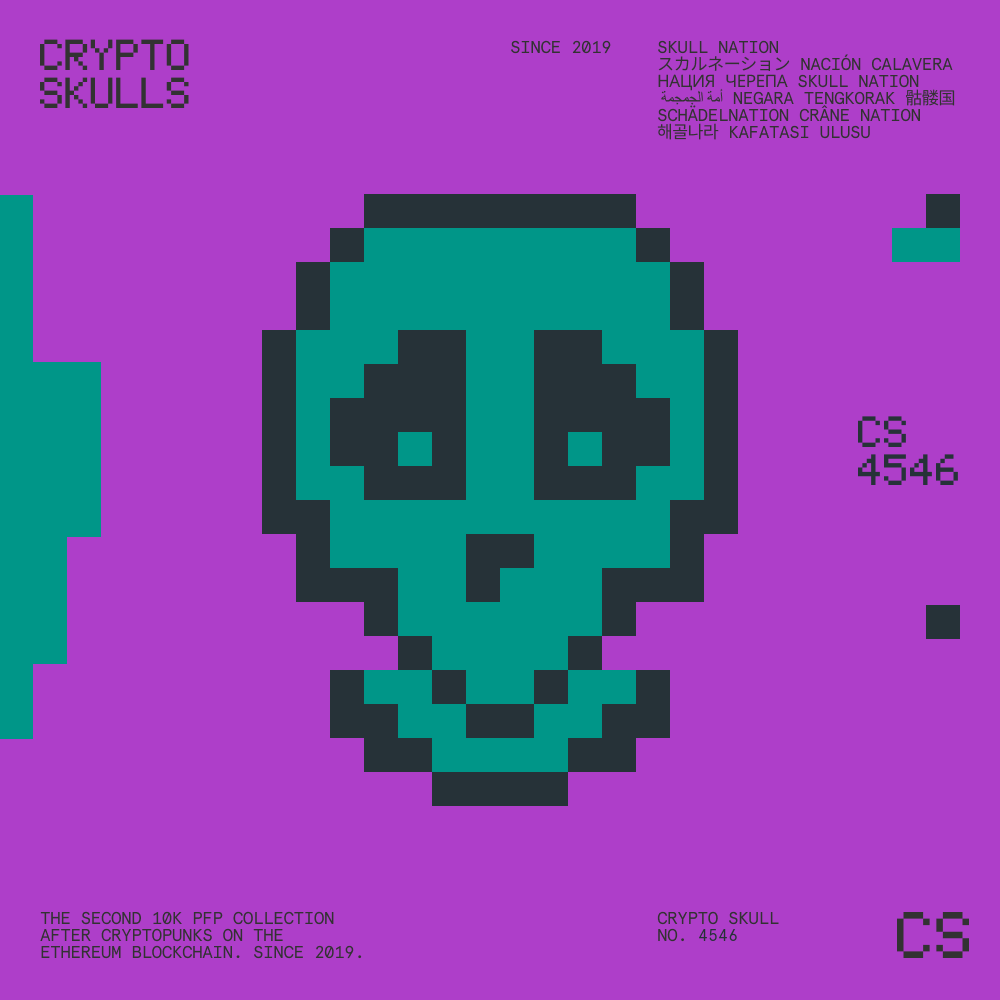 CRYPTO
SKULLS
SINCE 2019
SKULL NATION
スカルネーション NACIÓN CALAVERA
НАЦИЯ ЧЕРЕПА SKULL NATION
أمة الجمجمة NEGARA TENGKORAK 骷髅国
SCHÄDELNATION CRÂNE NATION
해골나라 KAFATASI ULUSU
CS
4546
THE SECOND 10K PFP COLLECTION
AFTER CRYPTOPUNKS ON THE
ETHEREUM BLOCKCHAIN. SINCE 2019.
CRYPTO SKULL
NO. 4546
CS